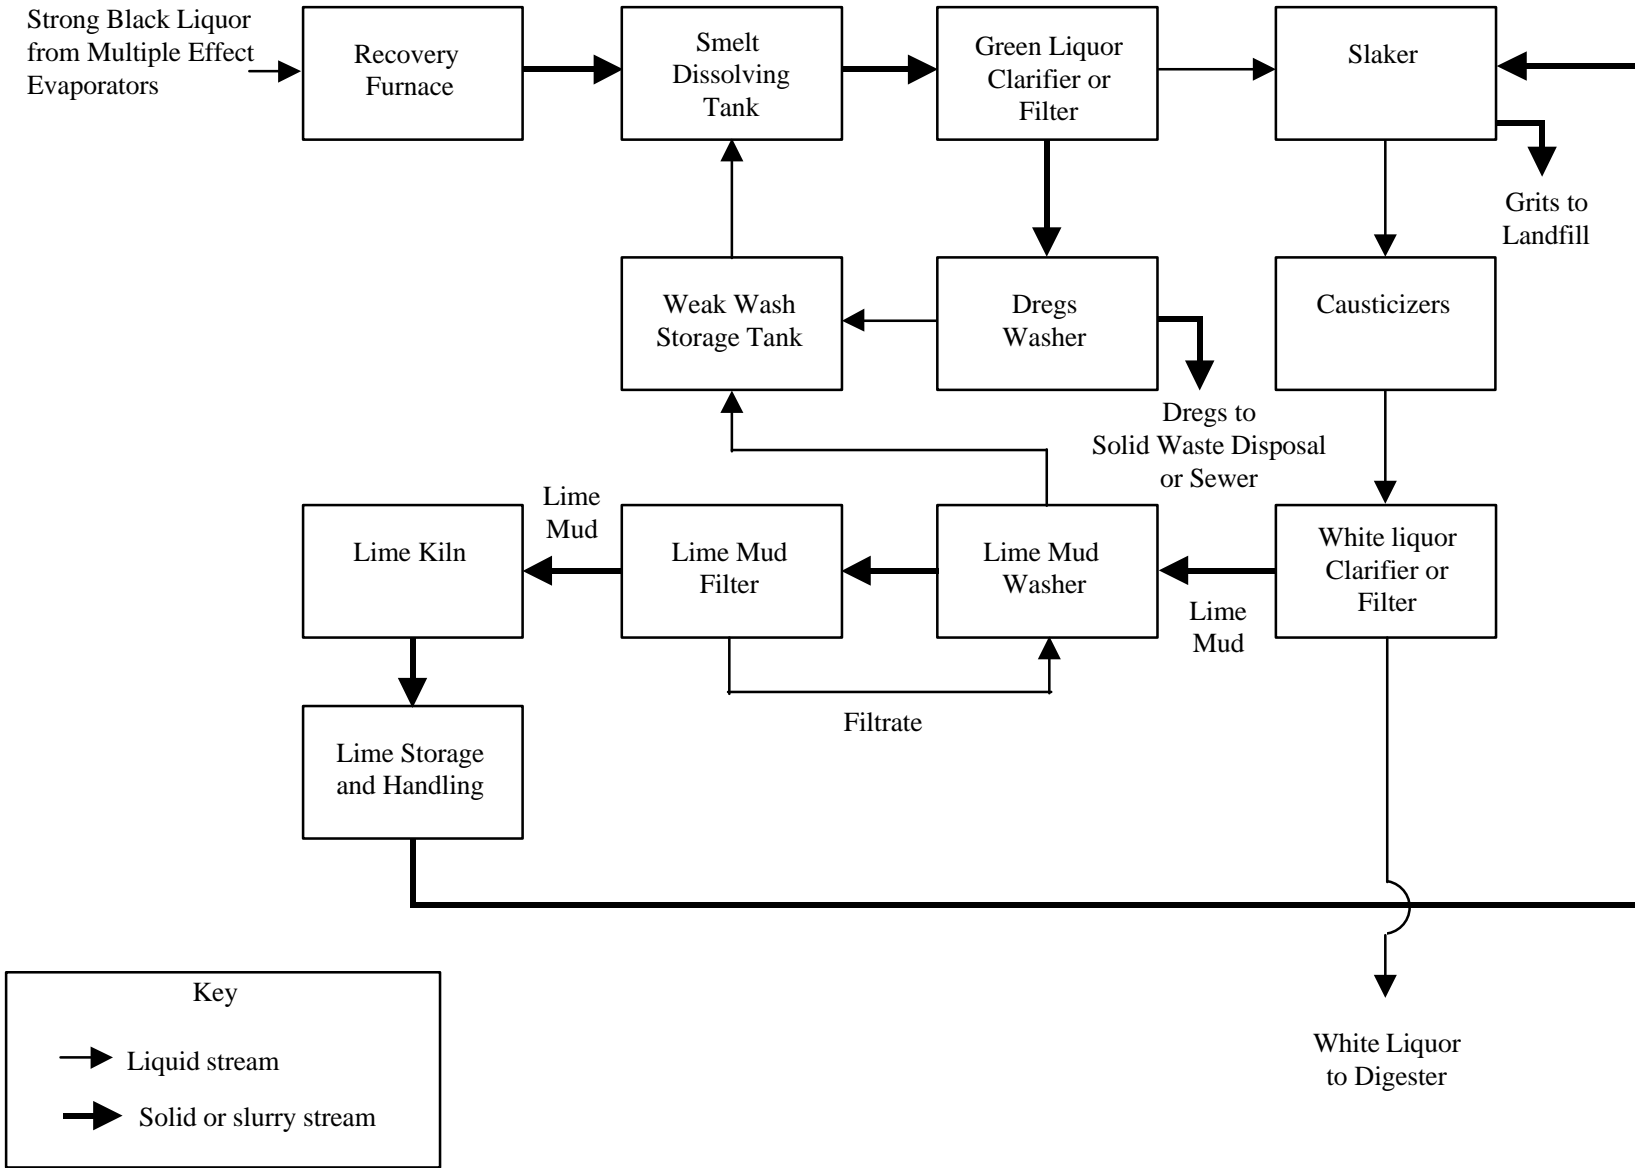 Strong Black Liquor
from Multiple Effect
Evaporators
Recovery
Furnace
Smelt
Dissolving
Tank
Green Liquor
Clarifier or
Filter
Slaker
Grits to
Landfill
Weak Wash
Storage Tank
Dregs
Washer
Causticizers
Dregs to
Solid Waste Disposal
or Sewer
Lime Kiln
Lime
Mud
Lime Mud
Filter
Lime Mud
Washer
Lime
Mud
White liquor
Clarifier or
Filter
Filtrate
Lime Storage
and Handling
Key
Liquid stream
Solid or slurry stream
White Liquor
to Digester